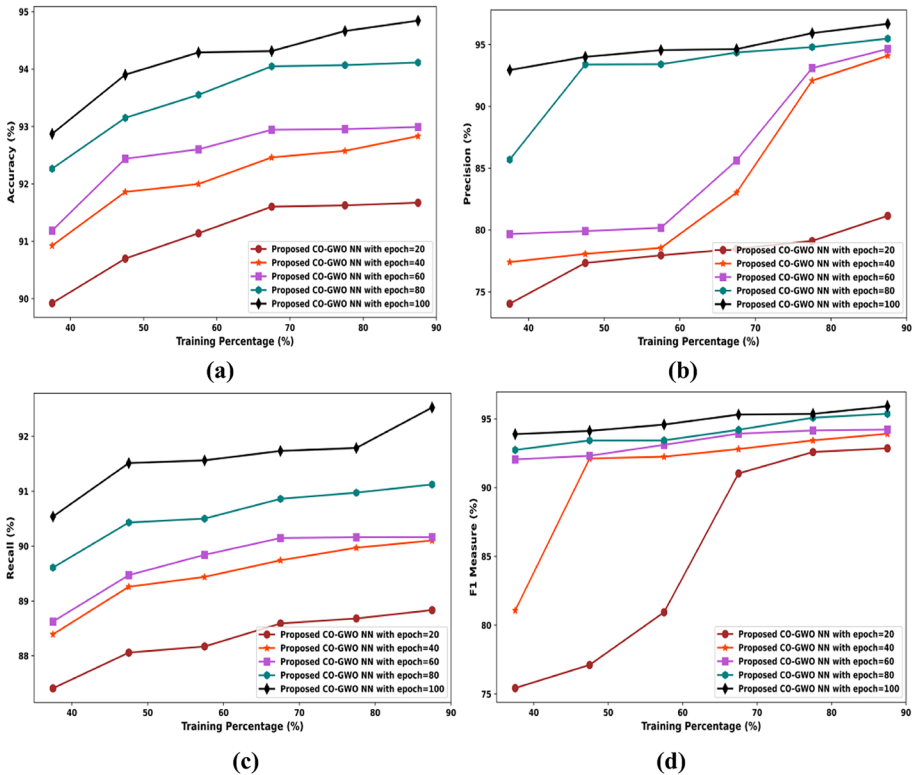 95
94
93
92
91
90
Accuracy (%)
Proposed CO-GWO NN with epoch=20
Proposed CO-GWO NN with epoch=40
Proposed CO-GWO NN with epoch=60
Proposed CO-GWO NN with epoch=80
Proposed CO-GWO NN with epoch=100
40 50 60 70 80 90
Training Percentage (%)
(a)
95
90
85
80
75
Precision (%)
Proposed CO-GWO NN with epoch=20
Proposed CO-GWO NN with epoch=40
Proposed CO-GWO NN with epoch=60
Proposed CO-GWO NN with epoch=80
Proposed CO-GWO NN with epoch=100
40 50 60 70 80 90
Training Percentage (%)
(b)
92
91
90
89
88
Recall (%)
Proposed CO-GWO NN with epoch=20
Proposed CO-GWO NN with epoch=40
Proposed CO-GWO NN with epoch=60
Proposed CO-GWO NN with epoch=80
Proposed CO-GWO NN with epoch=100
40 50 60 70 80 90
Training Percentage (%)
(c)
95
90
85
80
75
F1 Measure (%)
Proposed CO-GWO NN with epoch=20
Proposed CO-GWO NN with epoch=40
Proposed CO-GWO NN with epoch=60
Proposed CO-GWO NN with epoch=80
Proposed CO-GWO NN with epoch=100
40 50 60 70 80 90
Training Percentage (%)
(d)